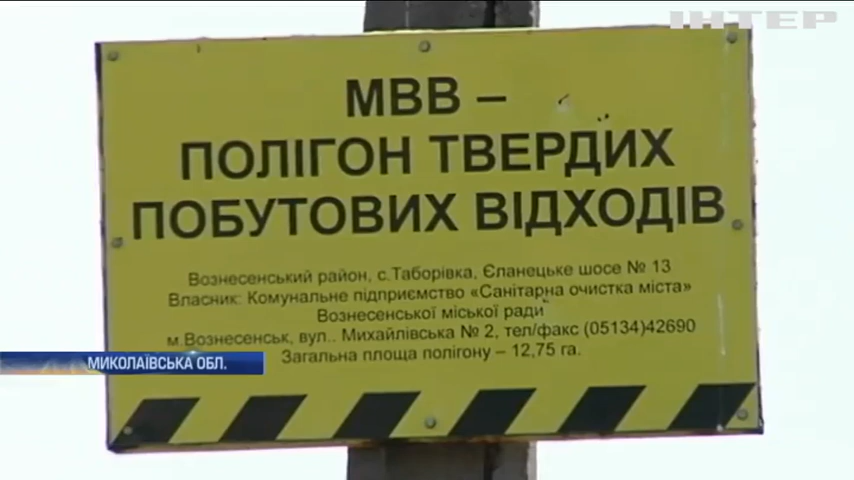 ІНТЕР
МВВ –
ПОЛІГОН ТВЕРДИХ
ПОБУТОВИХ ВІДХОДІВ
Вознесенський район, с.Таборівка, Єланецьке шосе № 13
Власник: Комунальне підприємство «Санітарна очистка міста»
Вознесенської міської ради
м.Вознесенськ, вул.. Михайлівська № 2, тел/факс (05134)42690
Загальна площа полігону – 12,75 га.
МИКОЛАЇВСЬКА ОБЛ.